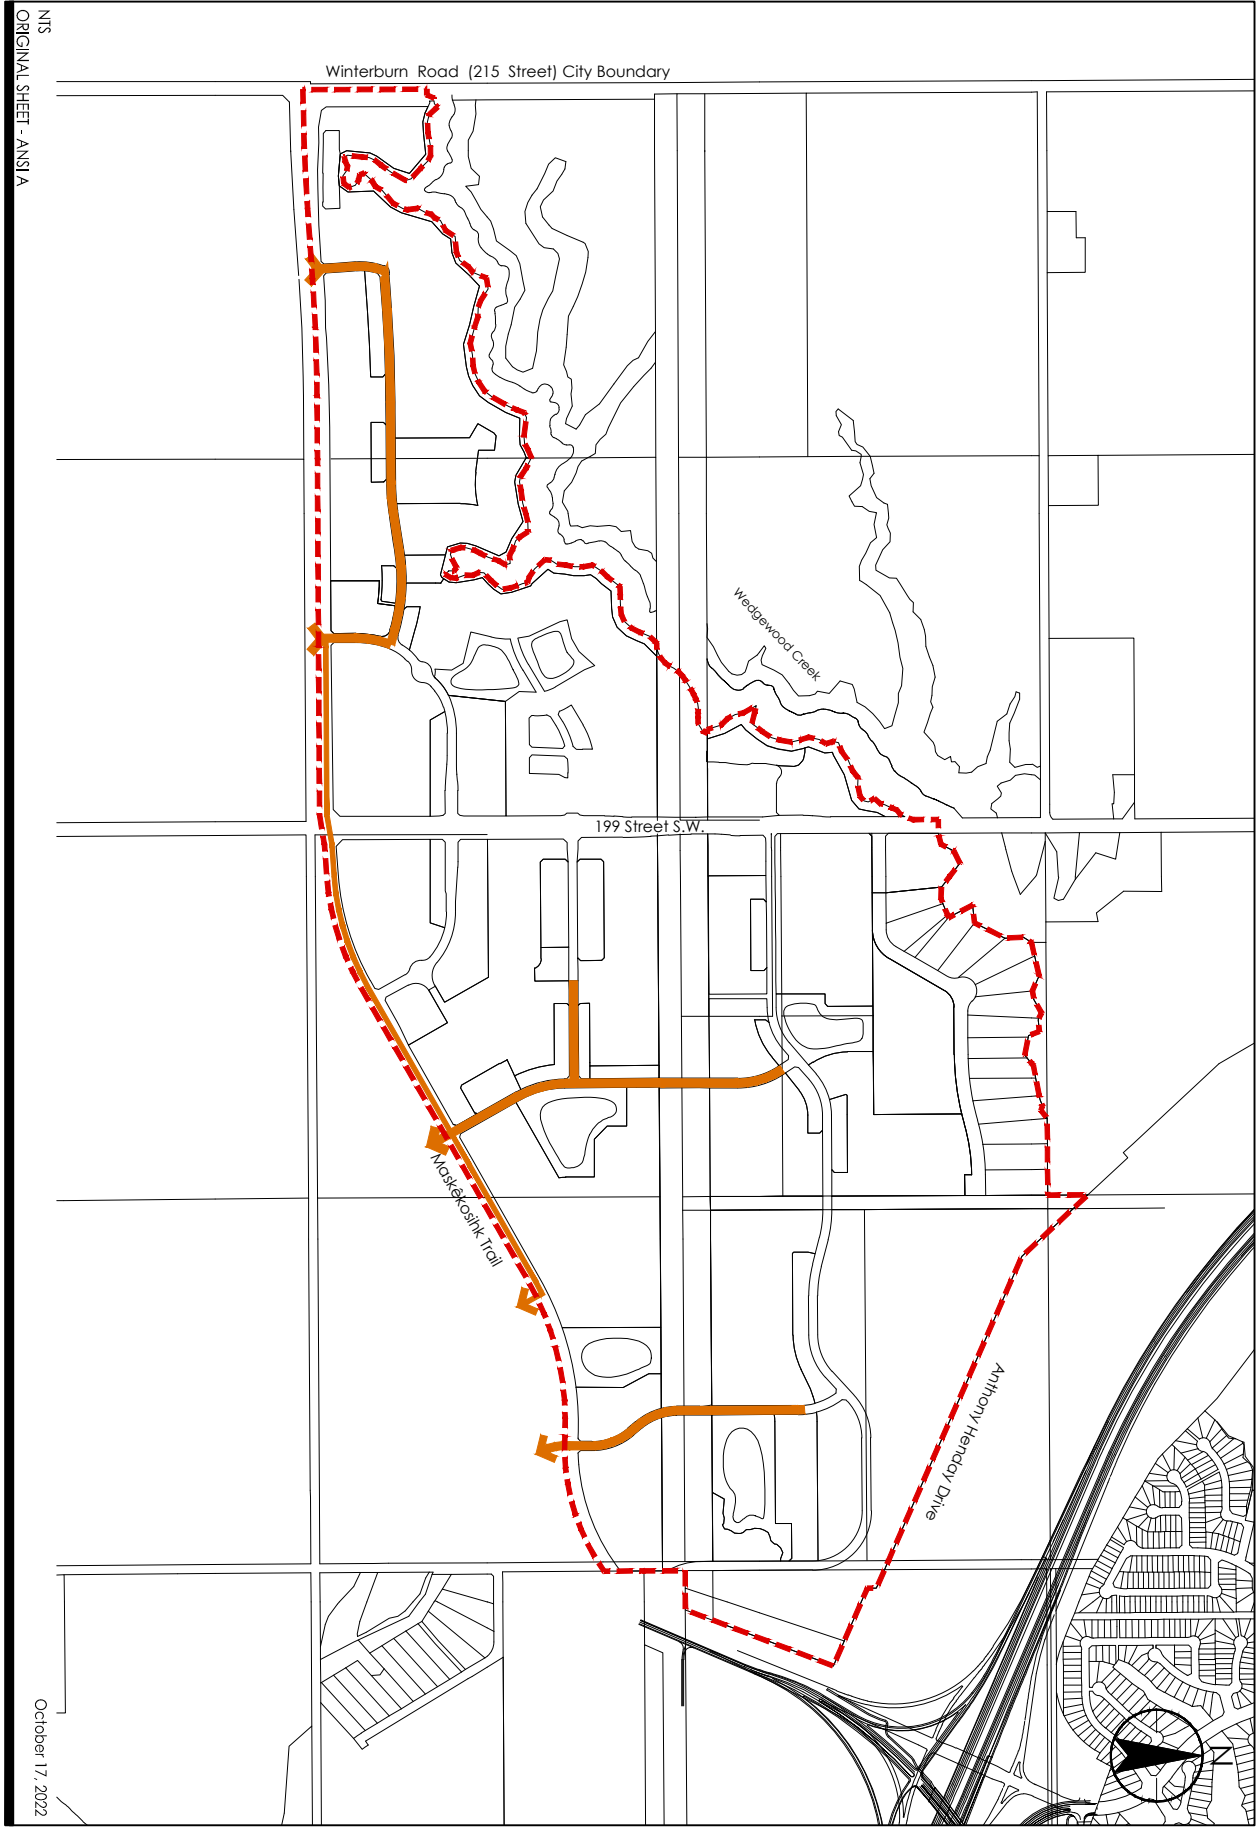 NTS
ORIGINAL SHEET - ANSI A
Winterburn Road (215 Street) City Boundary
Wedgewood Creek
199 Street S.W.
Maskêkosihk Trail
Anthony Henday Drive
N
October 17, 2022